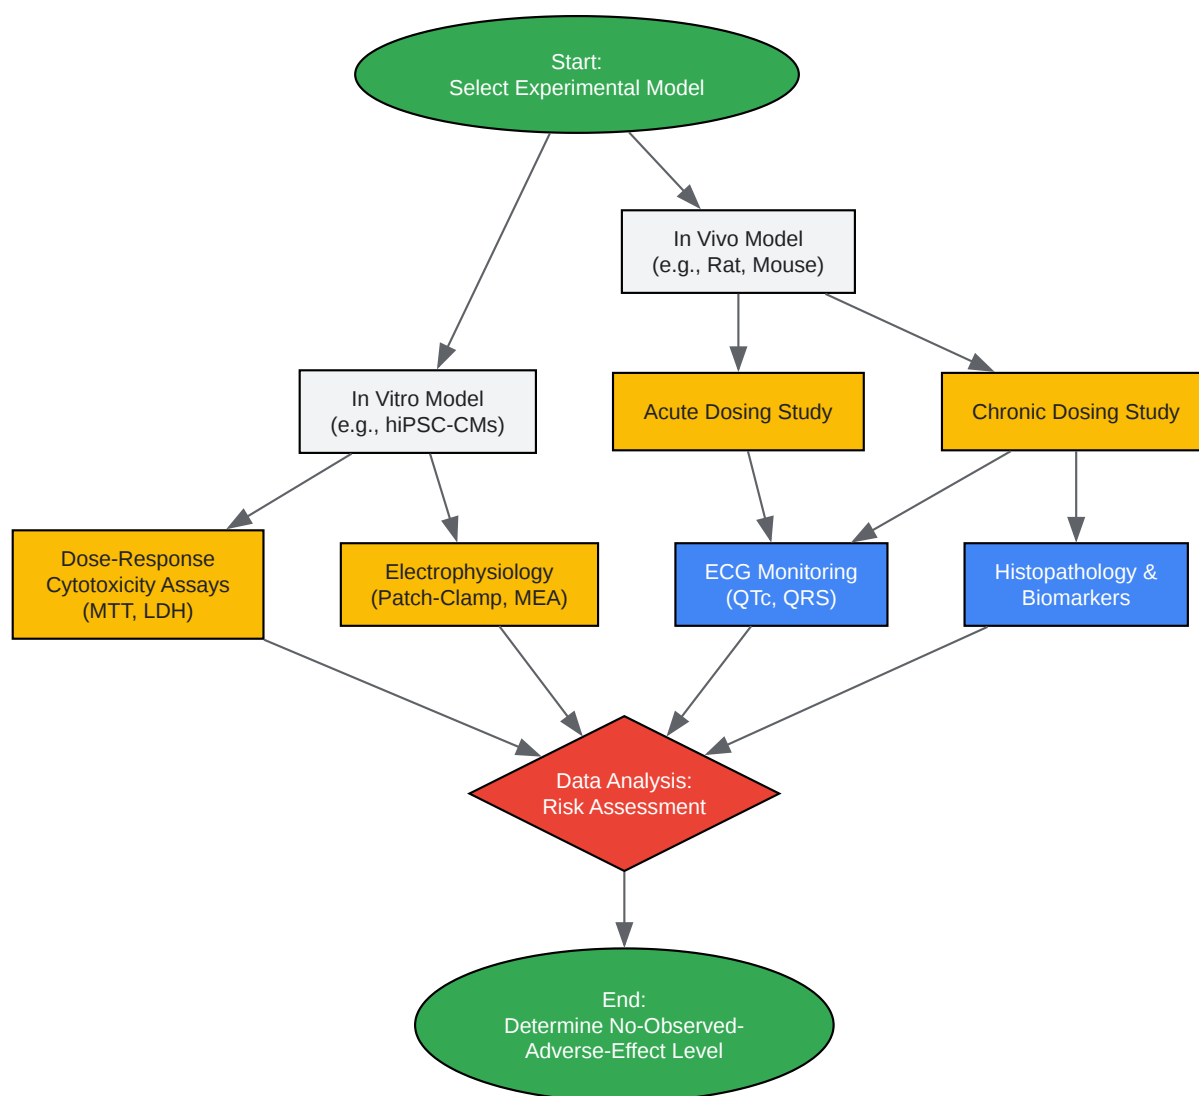 Start:
Select Experimental Model
In Vivo Model
(e.g., Rat, Mouse)
In Vitro Model
(e.g., hiPSC-CMs)
Acute Dosing Study
Chronic Dosing Study
Dose-Response
Cytotoxicity Assays
(MTT, LDH)
Electrophysiology
(Patch-Clamp, MEA)
ECG Monitoring
(QTc, QRS)
Histopathology &
Biomarkers
Data Analysis:
Risk Assessment
End:
Determine No-Observed-
Adverse-Effect Level